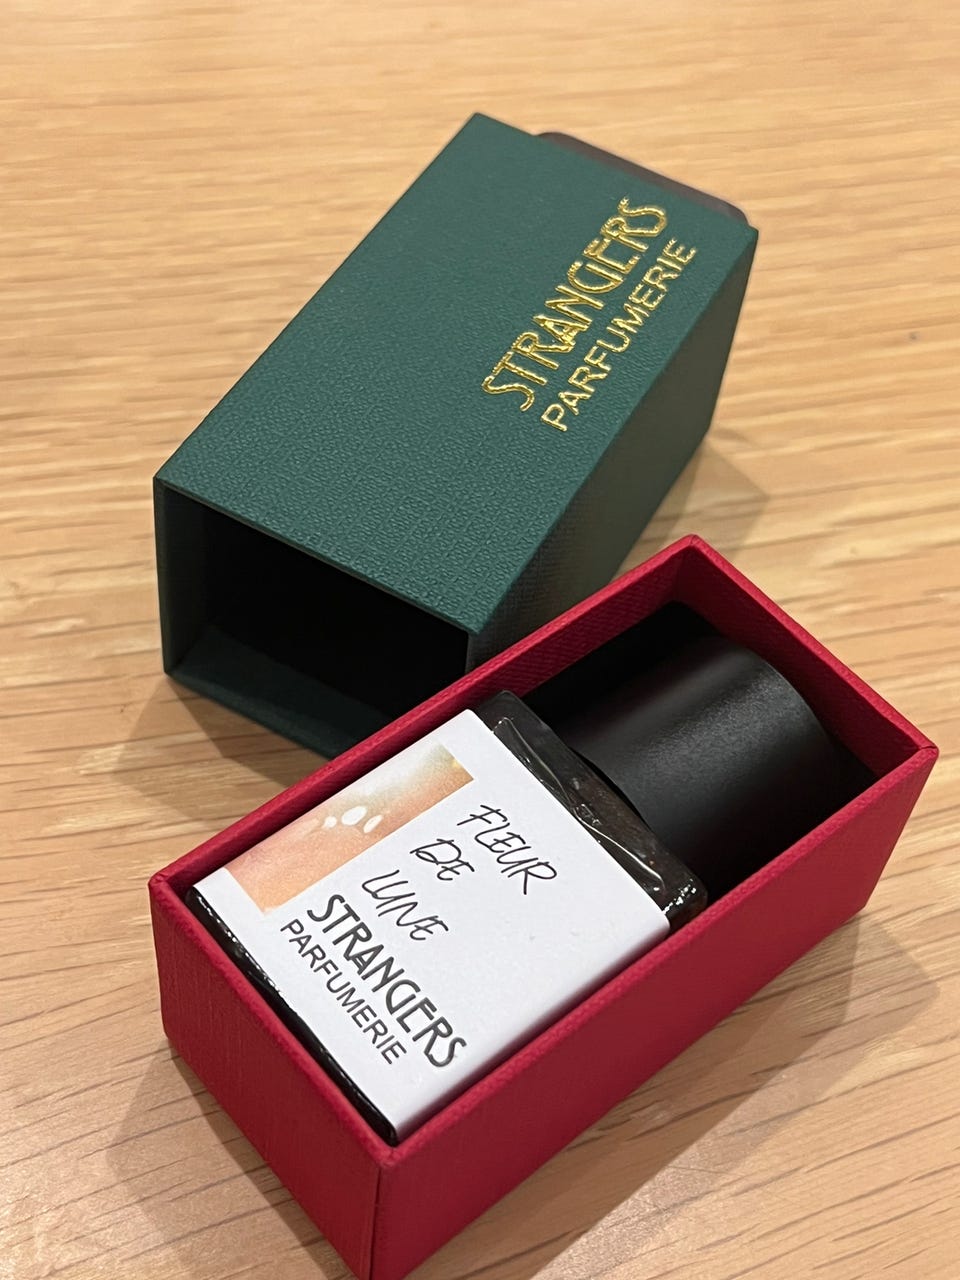 STRANGERS
PARFUMERIE
FLEUR
DE
LUNE
STRANGERS
PARFUMERIE